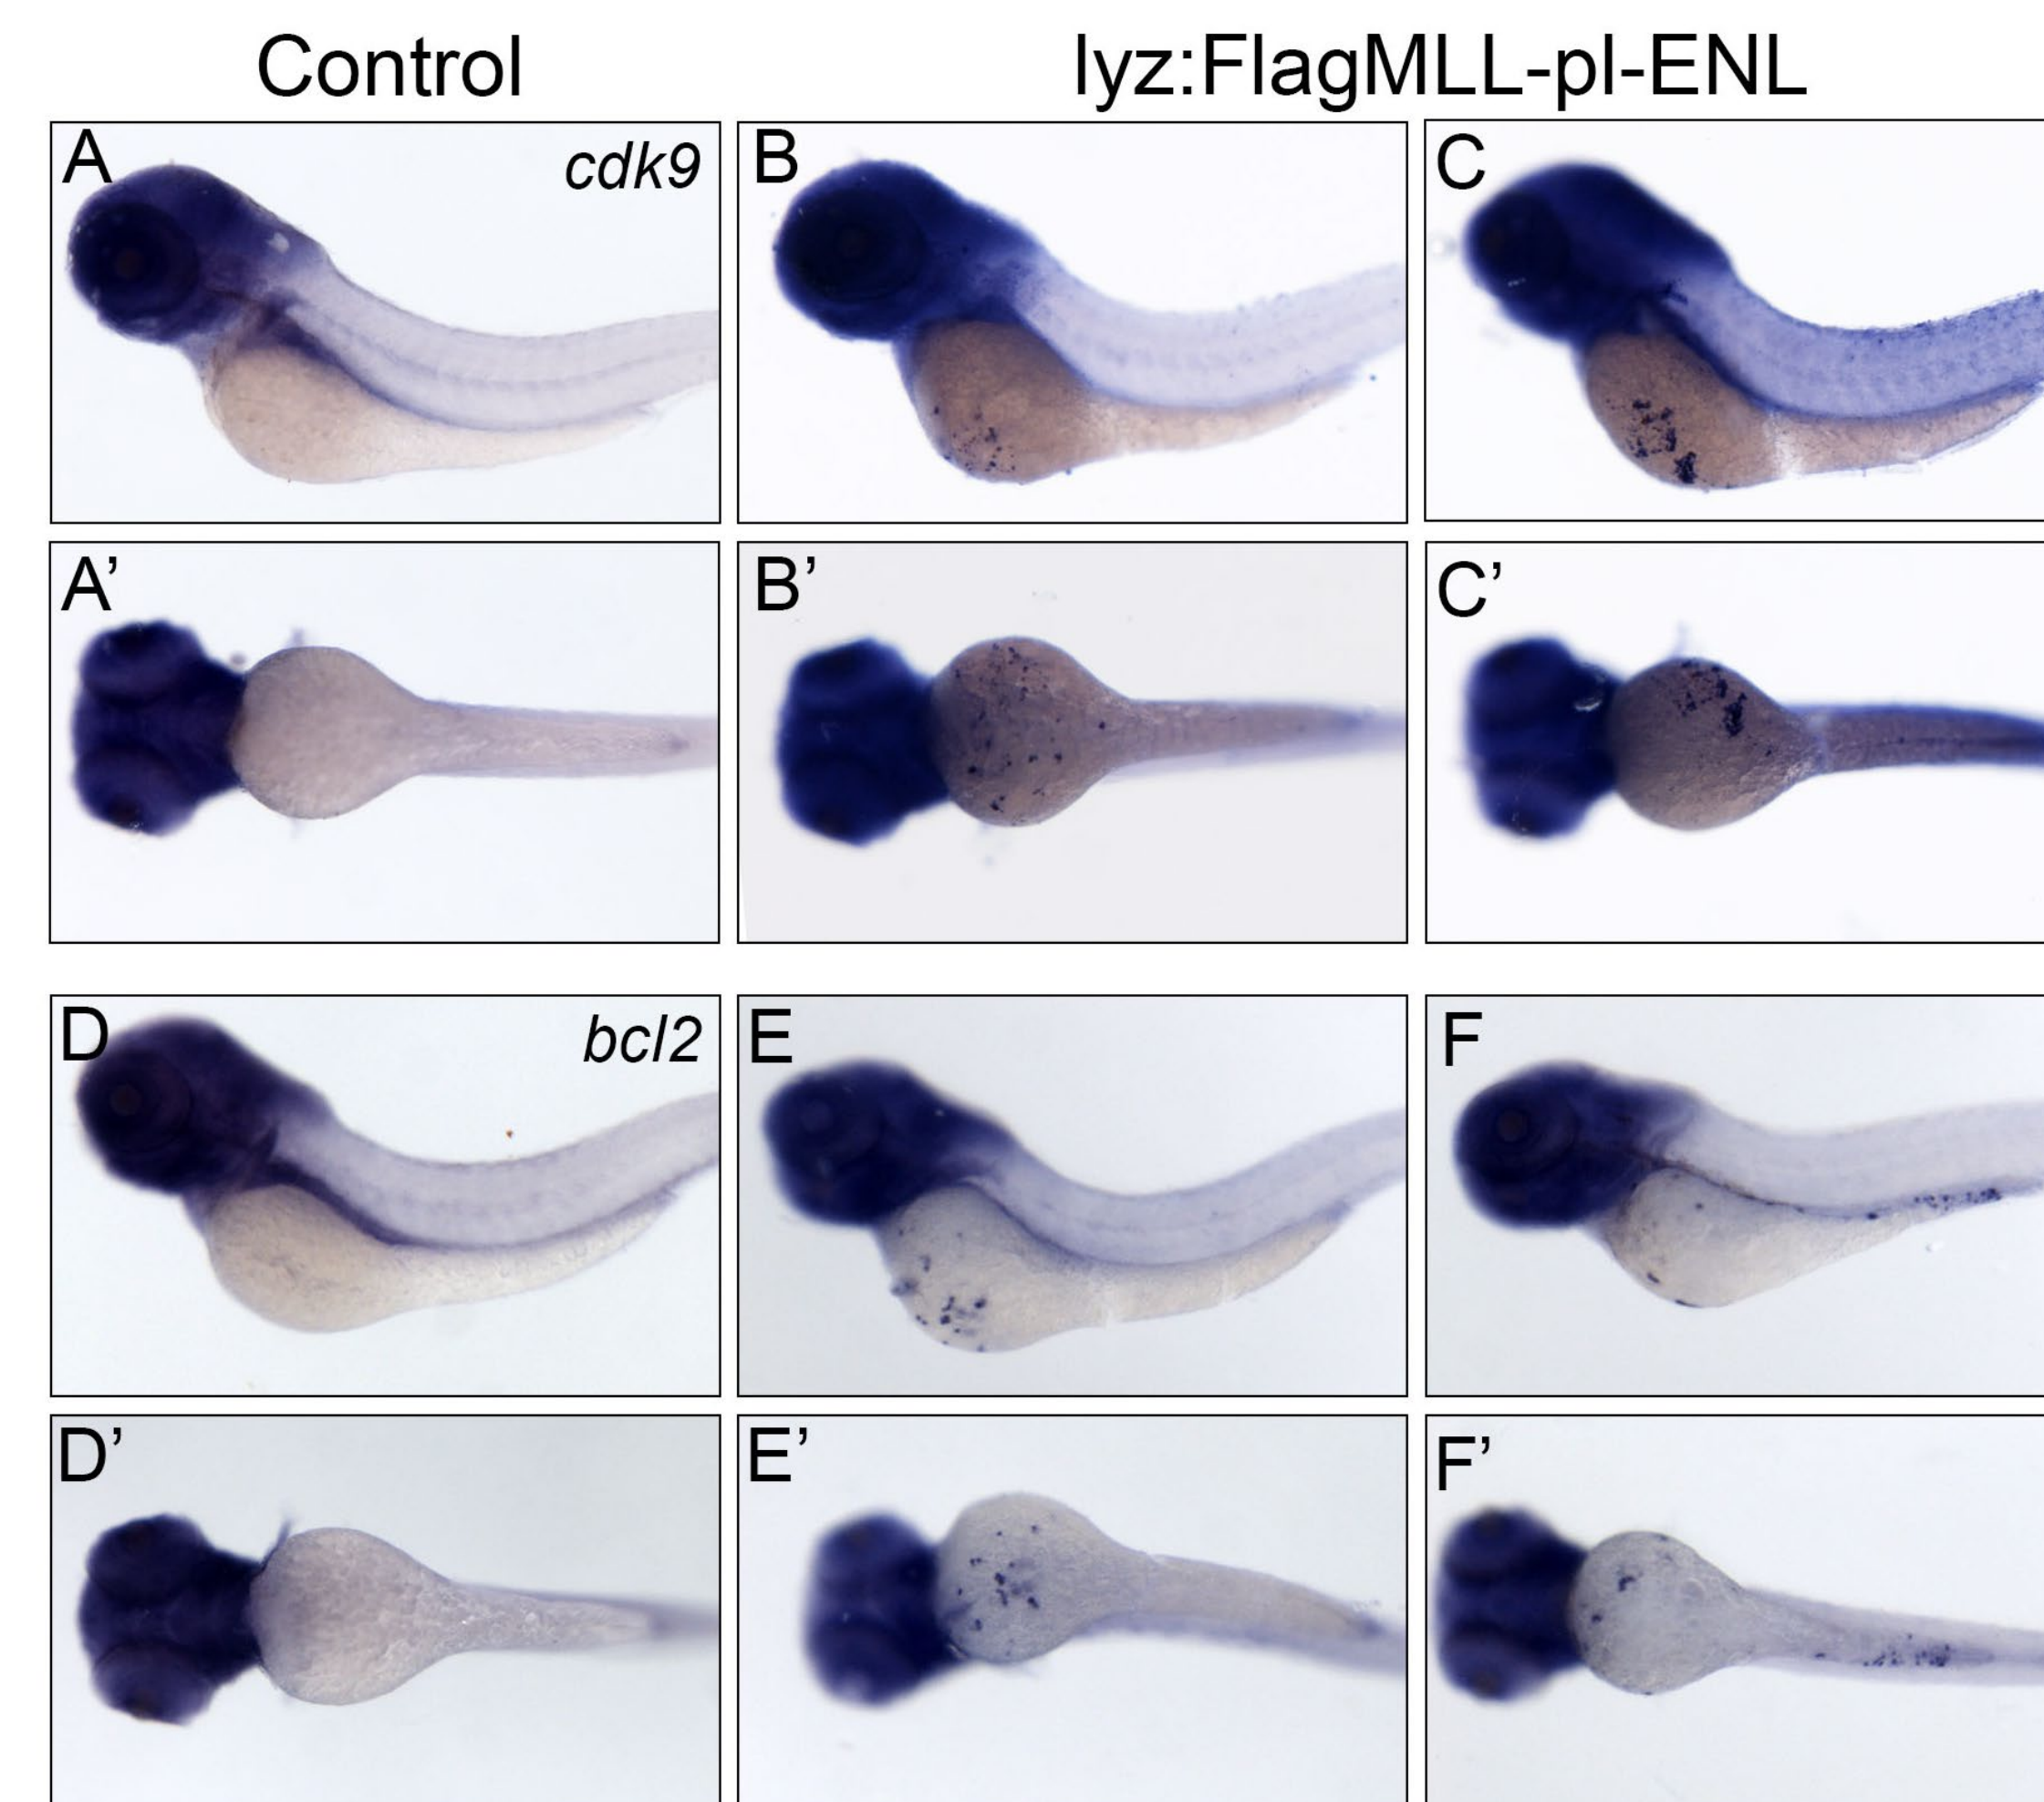 Control
lyz:FlagMLL-pl-ENL
A
cdk9
B
C
A’
B’
C’
D
bcl2
E
F
D’
E’
F’